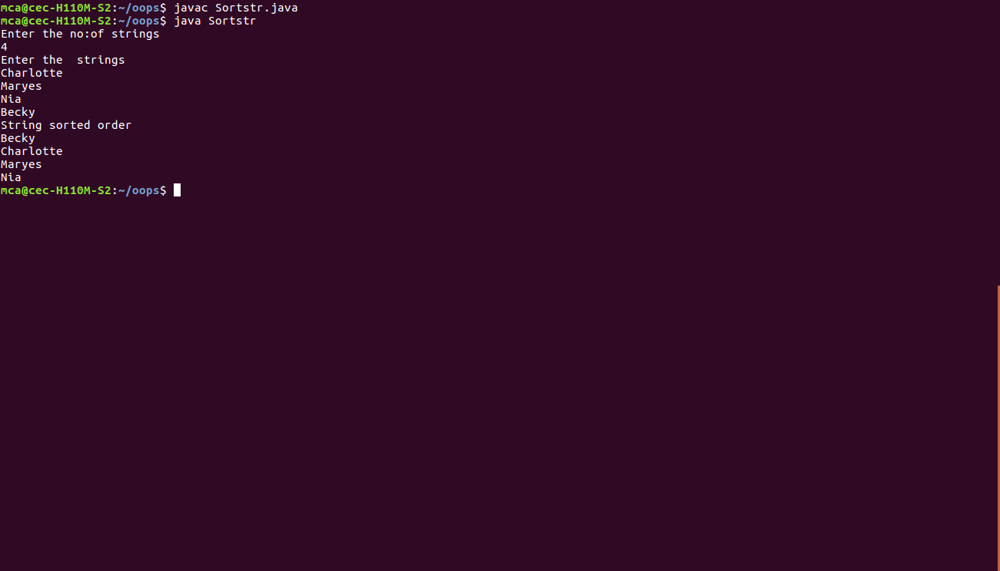 mca@cec-H110M-S2:~/oops$ javac Sortstr.java
mca@cec-H110M-S2:~/oops$ java Sortstr
Enter the no:of strings
4
Enter the  strings
Charlotte
Maryes
Nia
Becky
String sorted order
Becky
Charlotte
Maryes
Nia
mca@cec-H110M-S2:~/oops$